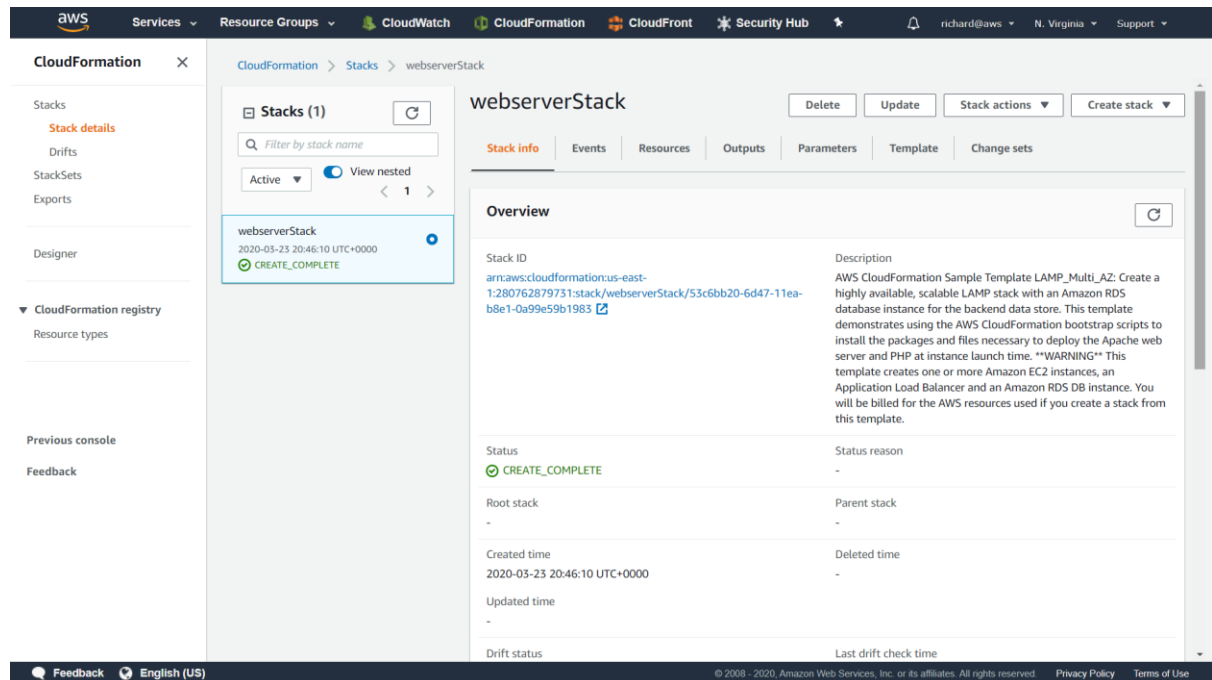 aws
Services
Resource Groups
CloudWatch
CloudFormation
CloudFront
Security Hub
richard@aws
N. Virginia
Support
CloudFormation
Stacks
Stack details
Drifts
StackSets
Exports
Designer
CloudFormation registry
Resource types
Previous console
Feedback
CloudFormation > Stacks > webserverStack
Stacks (1)
Filter by stack name
Active
View nested
< 1 >
webserverStack
2020-03-23 20:46:10 UTC+0000
CREATE_COMPLETE
webserverStack
Delete
Update
Stack actions
Create stack
Stack info
Events
Resources
Outputs
Parameters
Template
Change sets
Overview
Stack ID
arn:aws:cloudformation:us-east-
1:280762879731:stack/webserverStack/53c6bb20-6d47-11ea-
b8e1-0a99e59b1983
Description
AWS CloudFormation Sample Template LAMP_Multi_AZ: Create a
highly available, scalable LAMP stack with an Amazon RDS
database instance for the backend data store. This template
demonstrates using the AWS CloudFormation bootstrap scripts to
install the packages and files necessary to deploy the Apache web
server and PHP at instance launch time. **WARNING** This
template creates one or more Amazon EC2 instances, an
Application Load Balancer and an Amazon RDS DB instance. You
will be billed for the AWS resources used if you create a stack from
this template.
Status
CREATE_COMPLETE
Status reason
-
Root stack
-
Parent stack
-
Created time
2020-03-23 20:46:10 UTC+0000
Deleted time
-
Updated time
-
Drift status
Last drift check time
Feedback
English (US)
© 2008 - 2020, Amazon Web Services, Inc. or its affiliates. All rights reserved.
Privacy Policy
Terms of Use